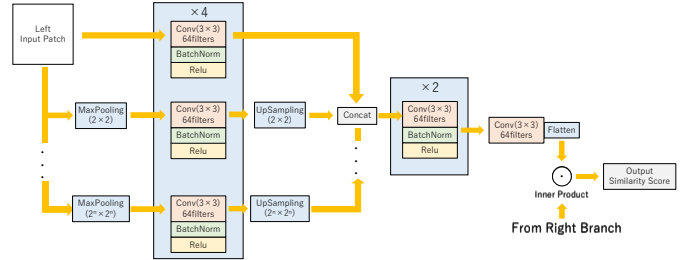 Left
Input Patch
×4
Conv(3×3)
64filters
BatchNorm
Relu
MaxPooling
(2×2)
Conv(3×3)
64filters
BatchNorm
Relu
UpSampling
(2×2)
MaxPooling
(2ⁿ×2ⁿ)
Conv(3×3)
64filters
BatchNorm
Relu
UpSampling
(2ⁿ×2ⁿ)
Concat
×2
Conv(3×3)
64filters
BatchNorm
Relu
Conv(3×3)
64filters
Flatten
Inner Product
Output
Similarity Score
From Right Branch